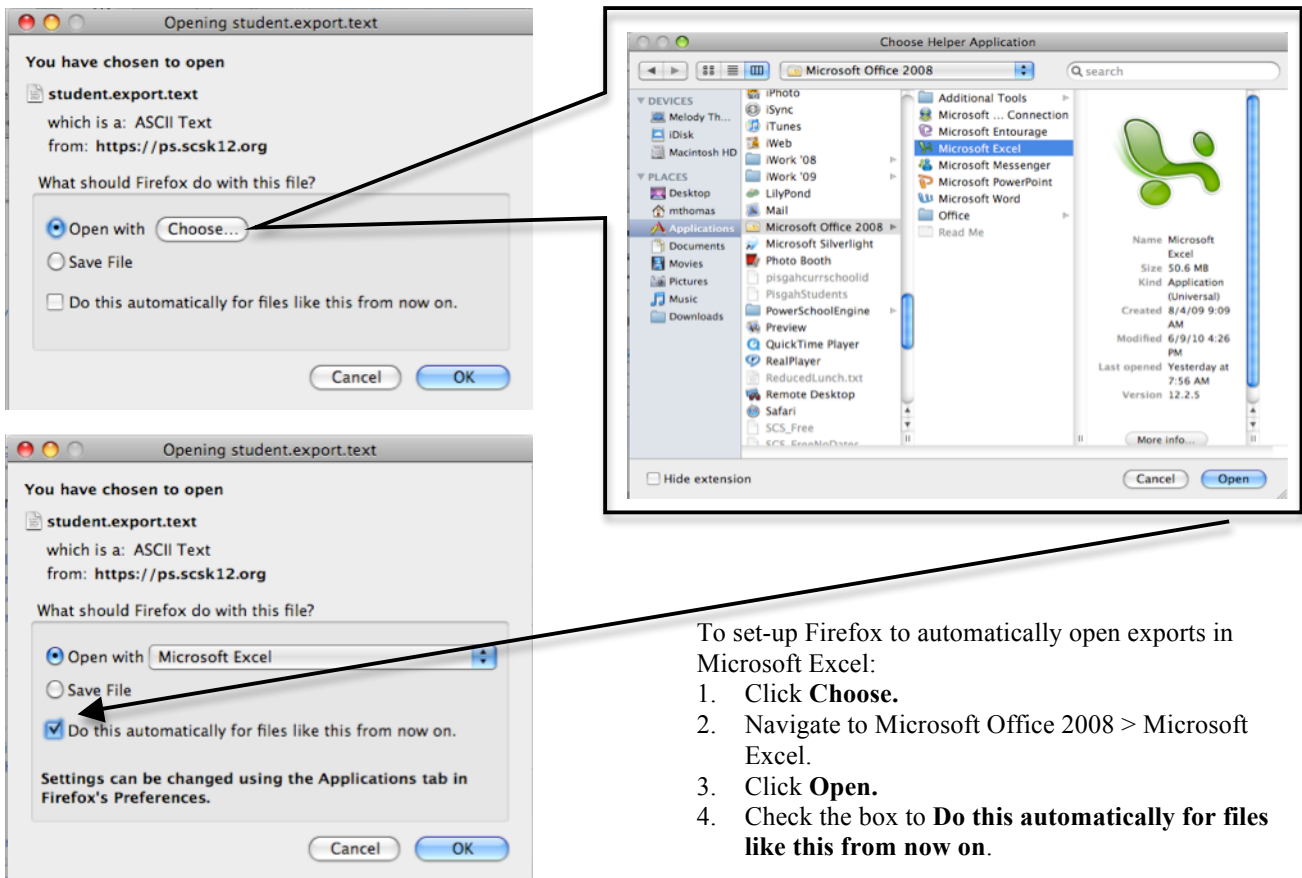 Opening student.export.text
You have chosen to open
student.export.text
which is a: ASCII Text
from: https://ps.scsk12.org
What should Firefox do with this file?
Open with Choose...
Save File
Do this automatically for files like this from now on.
Cancel OK
Choose Helper Application
Microsoft Office 2008
search
DEVICES
Melody Th...
iDisk
Macintosh HD
PLACES
Desktop
mthomas
Applications
Documents
Movies
Pictures
Music
Downloads
iPhoto
iSync
iTunes
iWeb
iWork '08
iWork '09
LilyPond
Mail
Microsoft Office 2008
Microsoft Silverlight
Photo Booth
pisgahcurrschoolid
PisgahStudents
PowerSchoolEngine
Preview
QuickTime Player
RealPlayer
ReducedLunch.txt
Remote Desktop
Safari
SCS_Free
SCS_FreeNoDates
Additional Tools
Microsoft ... Connection
Microsoft Entourage
Microsoft Excel
Microsoft Messenger
Microsoft PowerPoint
Microsoft Word
Office
Read Me
Name Microsoft
Excel
Size 50.6 MB
Kind Application
(Universal)
Created 8/4/09 9:09
AM
Modified 6/9/10 4:26
PM
Last opened Yesterday at
7:56 AM
Version 12.2.5
More info...
Hide extension
Cancel Open
Opening student.export.text
You have chosen to open
student.export.text
which is a: ASCII Text
from: https://ps.scsk12.org
What should Firefox do with this file?
Open with Microsoft Excel
Save File
Do this automatically for files like this from now on.
Settings can be changed using the Applications tab in
Firefox's Preferences.
Cancel OK
To set-up Firefox to automatically open exports in
Microsoft Excel:
1. Click Choose.
2. Navigate to Microsoft Office 2008 > Microsoft
Excel.
3. Click Open.
4. Check the box to Do this automatically for files
like this from now on.